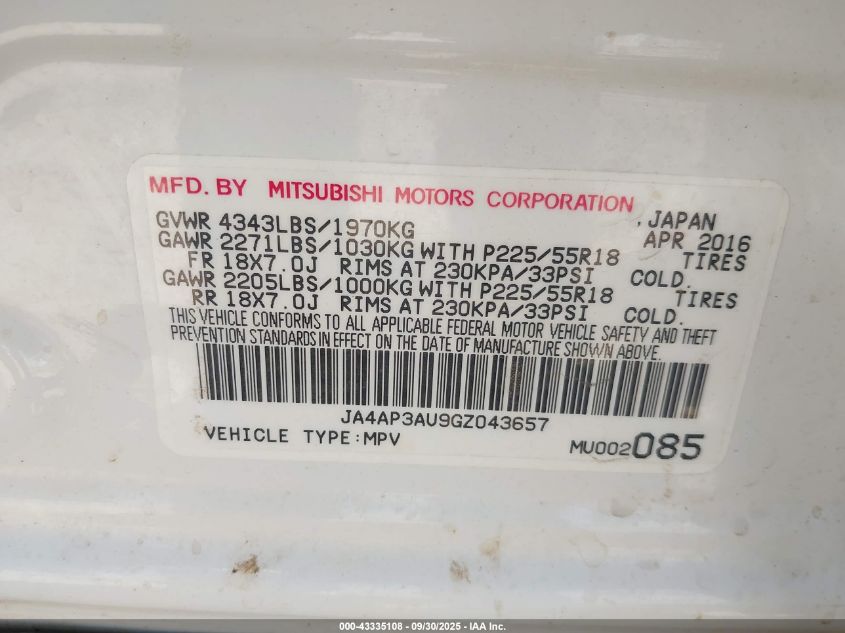 MFD. BY MITSUBISHI MOTORS CORPORATION , JAPAN
GVWR 4343LBS/1970KG APR 2016
GAWR 2271LBS/1030KG WITH P225/55R18 TIRES
FR 18X7.0J RIMS AT 230KPA/33PSI COLD.
GAWR 2205LBS/1000KG WITH P225/55R18 TIRES
RR 18X7.0J RIMS AT 230KPA/33PSI COLD.
THIS VEHICLE CONFORMS TO ALL APPLICABLE FEDERAL MOTOR VEHICLE SAFETY AND THEFT
PREVENTION STANDARDS IN EFFECT ON THE DATE OF MANUFACTURE SHOWN ABOVE.
JA4AP3AU9GZ043657
VEHICLE TYPE:MPV MU002085
000-43335108 - 09/30/2025 - IAA Inc.